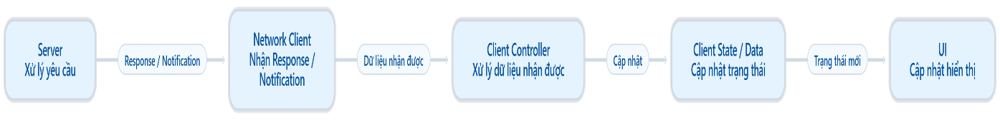 Server
Xử lý yêu cầu
Response / Notification
Network Client
Nhận Response /
Notification
Dữ liệu nhận được
Client Controller
Xử lý dữ liệu nhận được
Cập nhật
Client State / Data
Cập nhật trạng thái
Trạng thái mới
UI
Cập nhật hiển thị